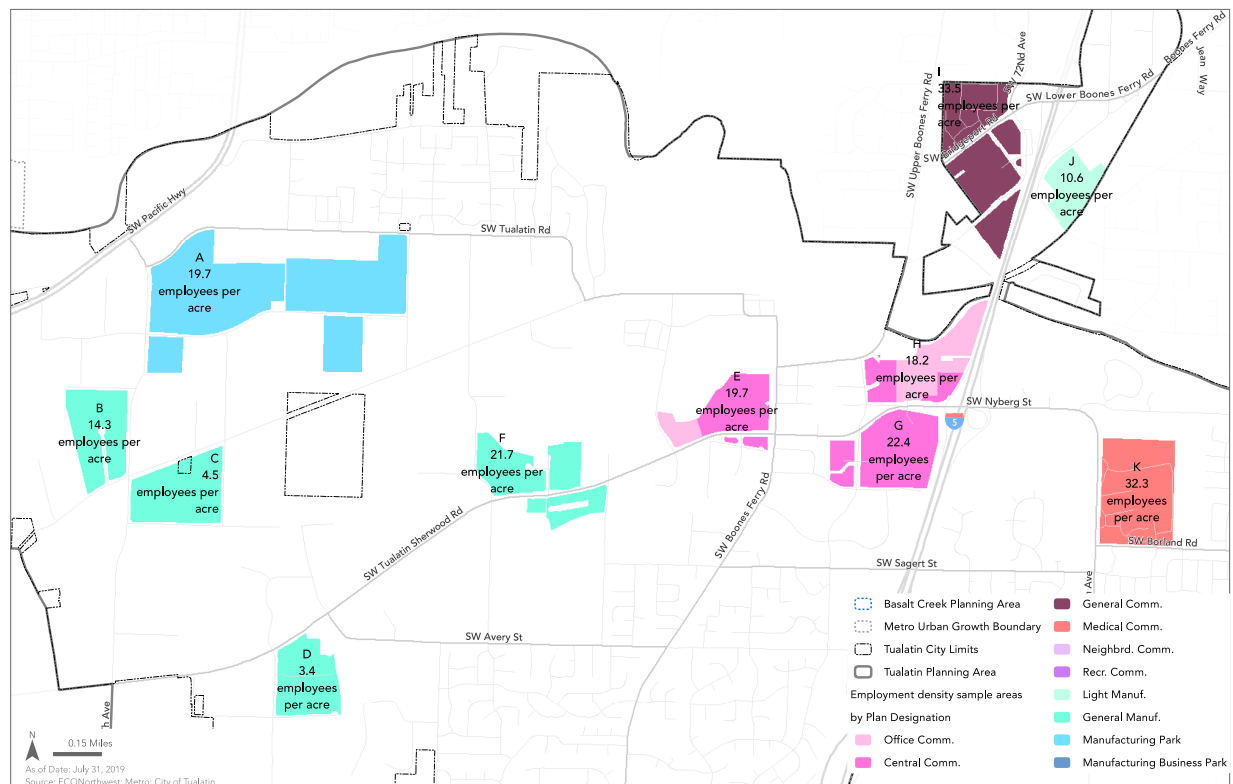 SW Pacific Hwy
SW Tualatin Rd
SW Upper Boones Ferry Rd
SW 72Nd Ave
SW Lower Boones Ferry Rd
Boones Ferry Rd
Jean Way
SW Bridgeport Rd
I
33.5
employees per
acre
J
10.6
employees per
acre
A
19.7
employees per
acre
B
14.3
employees per
acre
C
4.5
employees per
acre
D
3.4
employees
per acre
E
19.7
employees per
acre
F
21.7
employees per
acre
G
22.4
employees
per acre
H
18.2
employees per
acre
K
32.3
employees
per acre
SW Nyberg St
5
SW Borland Rd
SW Sagert St
SW Boones Ferry Rd
SW Tualatin Sherwood Rd
SW Avery St
h Ave
Ave
Basalt Creek Planning Area
Metro Urban Growth Boundary
Tualatin City Limits
Tualatin Planning Area
Employment density sample areas
by Plan Designation
Office Comm.
Central Comm.
General Comm.
Medical Comm.
Neighbrd. Comm.
Recr. Comm.
Light Manuf.
General Manuf.
Manufacturing Park
Manufacturing Business Park
N
0.15 Miles
As of Date: July 31, 2019
Source: ECONorthwest; Metro; City of Tualatin